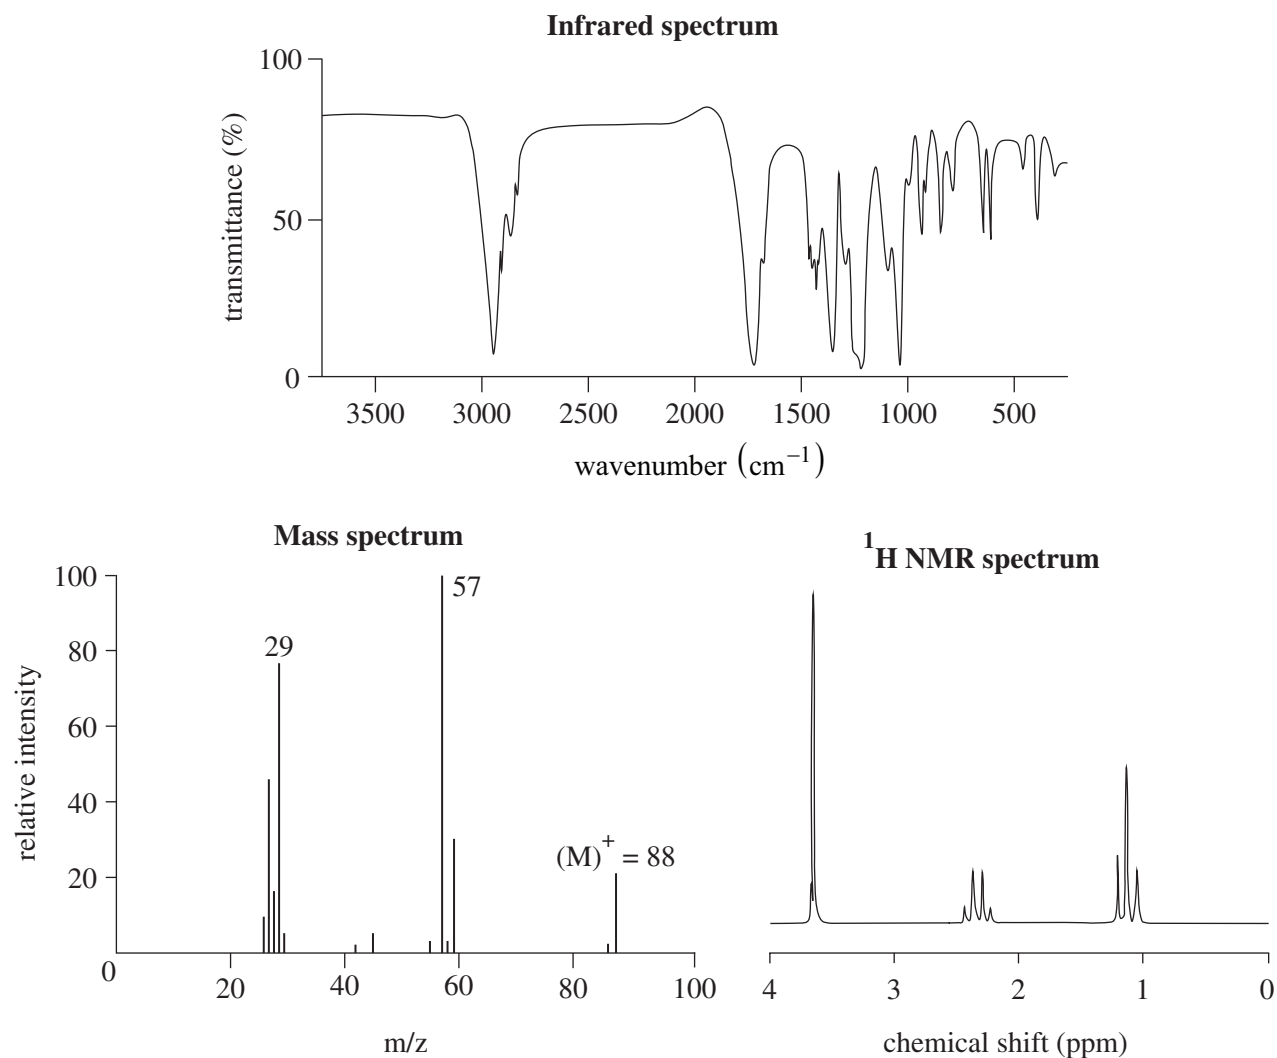 Infrared spectrum
100
50
0
transmittance (%)
3500 3000 2500 2000 1500 1000 500
wavenumber (cm⁻¹)
Mass spectrum
100
80
60
40
20
0
relative intensity
29
57
(M)⁺ = 88
20 40 60 80 100
m/z
¹H NMR spectrum
4 3 2 1 0
chemical shift (ppm)